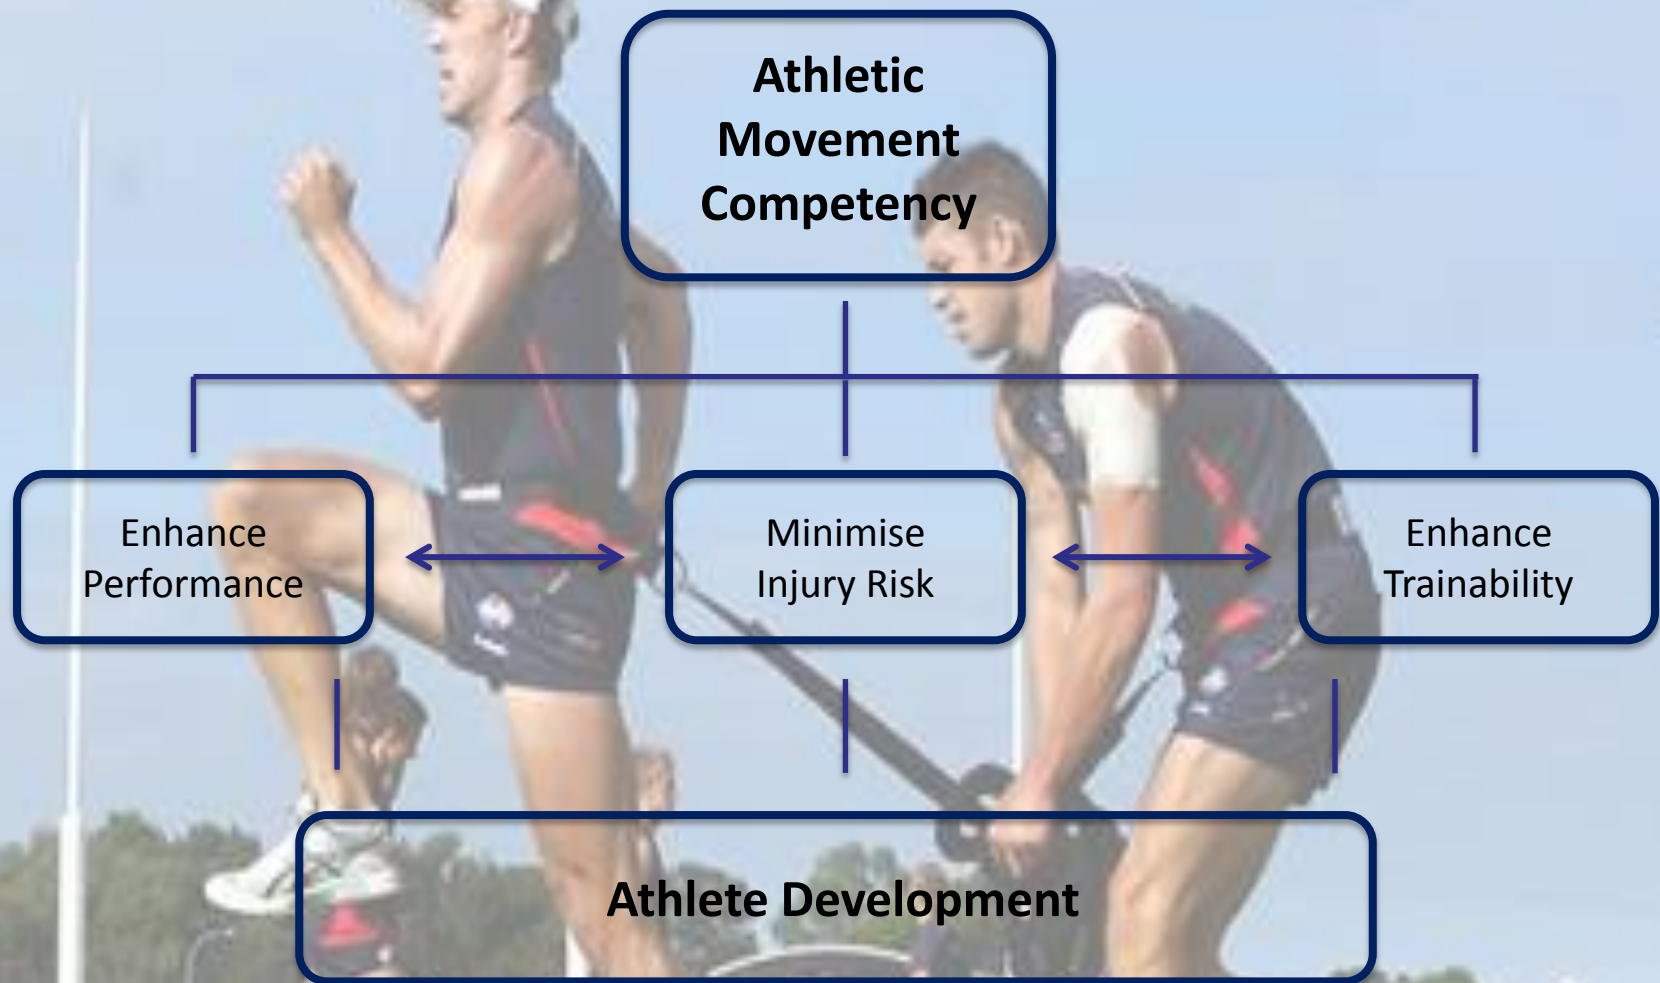 Athletic
Movement
Competency
Enhance
Performance
Minimise
Injury Risk
Enhance
Trainability
Athlete Development